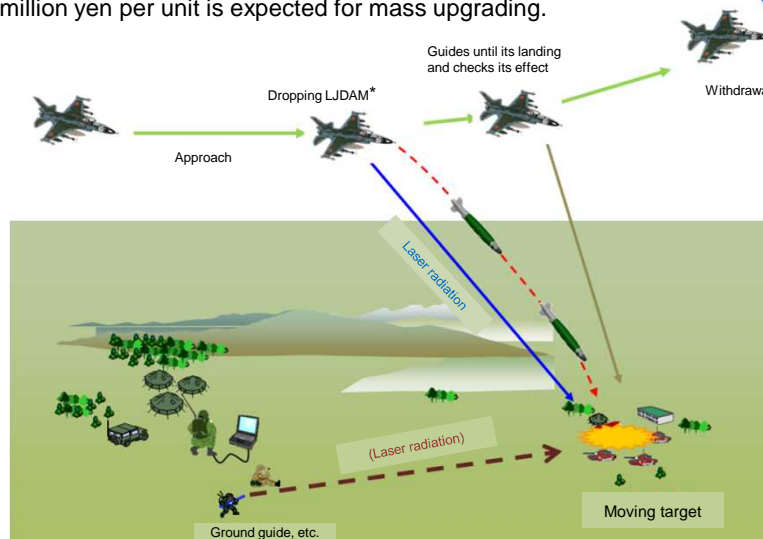 million yen per unit is expected for mass upgrading.
Guides until its landing
and checks its effect
Dropping LJDAM*
Approach
Laser radiation
(Laser radiation)
Moving target
Ground guide, etc.